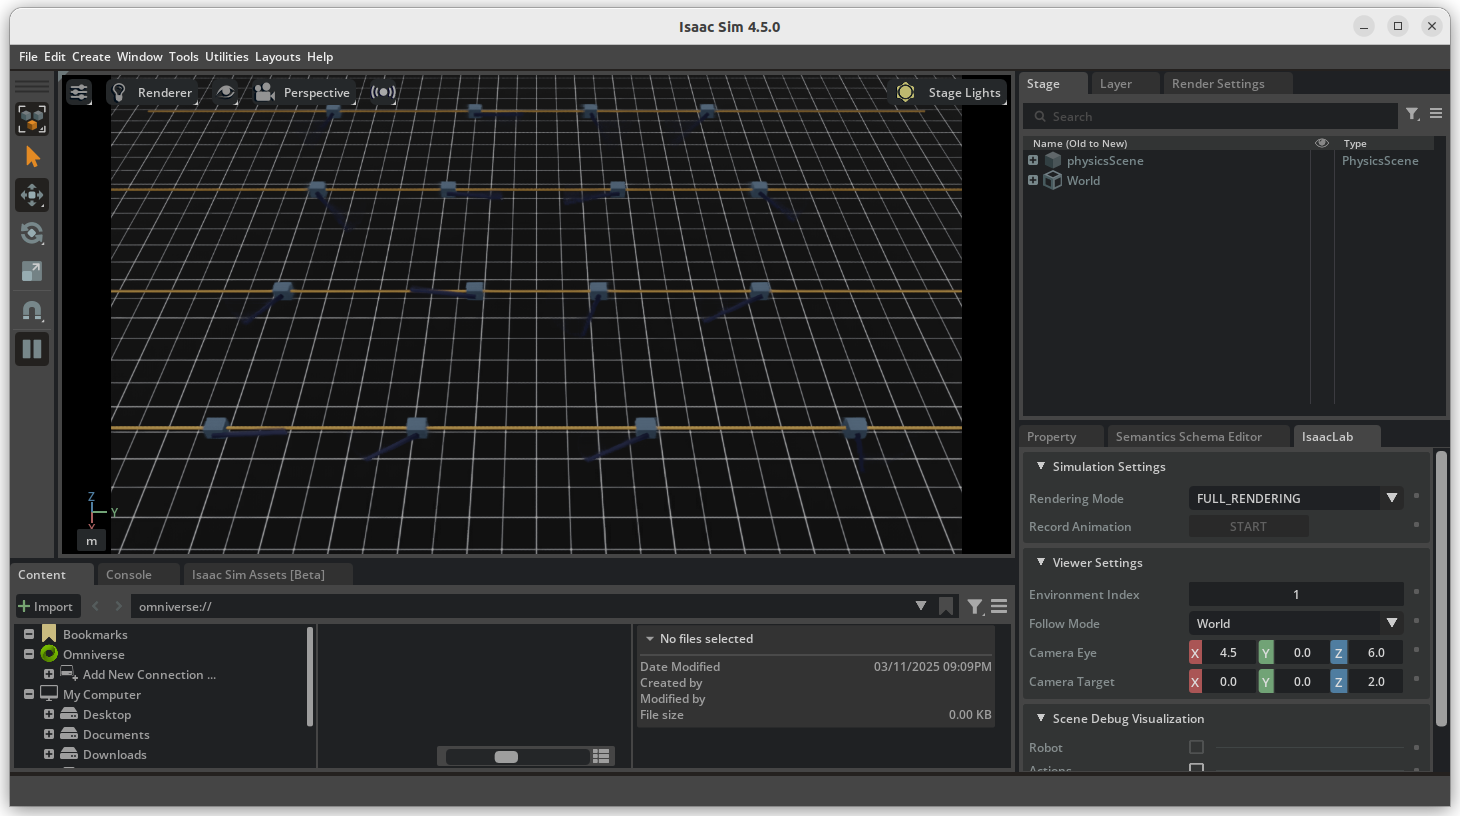 Isaac Sim 4.5.0
File Edit Create Window Tools Utilities Layouts Help
Renderer
Perspective
Stage Lights
Z
Y
X
m
Stage
Layer
Render Settings
Search
Name (Old to New)
Type
physicsScene
PhysicsScene
World
Property
Semantics Schema Editor
IsaacLab
Simulation Settings
Rendering Mode
FULL_RENDERING
Record Animation
START
Viewer Settings
Environment Index
1
Follow Mode
World
Camera Eye
X 4.5 Y 0.0 Z 6.0
Camera Target
X 0.0 Y 0.0 Z 2.0
Scene Debug Visualization
Robot
Actions
Content
Console
Isaac Sim Assets [Beta]
Import
omniverse://
Bookmarks
Omniverse
Add New Connection ...
My Computer
Desktop
Documents
Downloads
No files selected
Date Modified 03/11/2025 09:09PM
Created by
Modified by
File size 0.00 KB